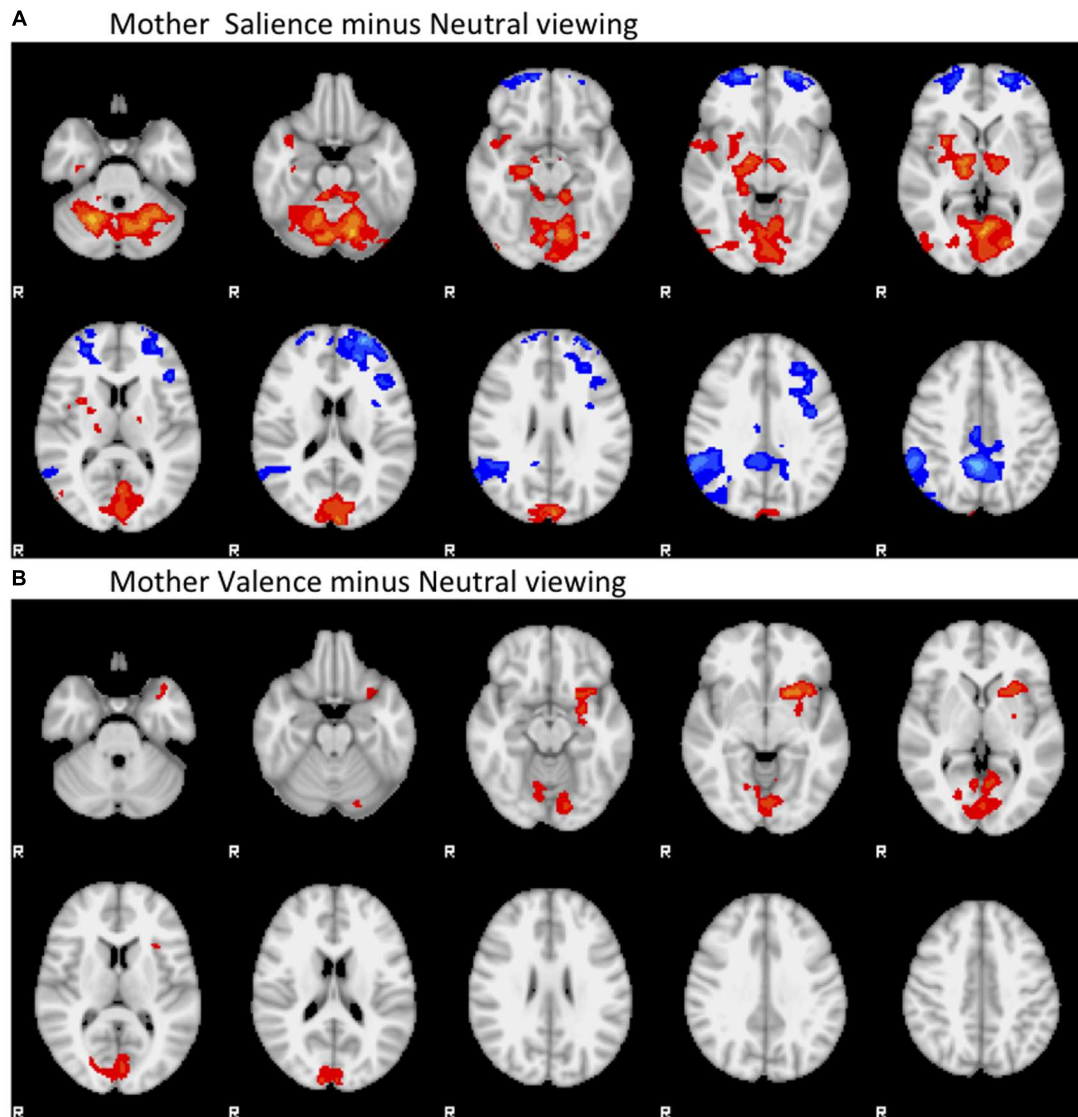 A
Mother Salience minus Neutral viewing
R R R R R
R R R R R
B
Mother Valence minus Neutral viewing
R R R R R
R R R R R